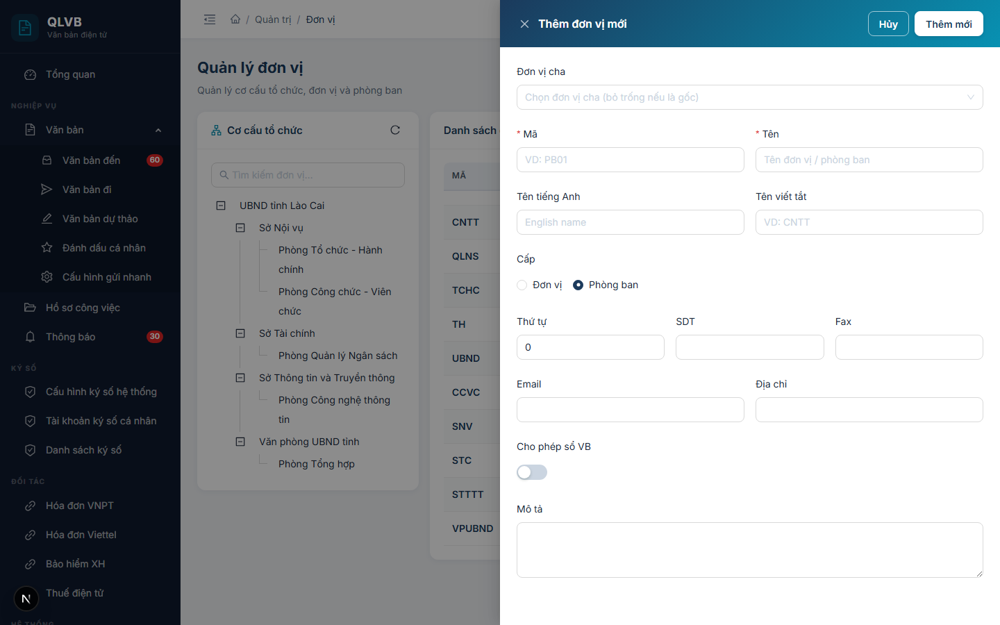 QLVB
Văn bản điện tử
Tổng quan
NGHIỆP VỤ
Văn bản
Văn bản đến
60
Văn bản đi
Văn bản dự thảo
Đánh dấu cá nhân
Cấu hình gửi nhanh
Hồ sơ công việc
Thông báo
30
KÝ SỐ
Cấu hình ký số hệ thống
Tài khoản ký số cá nhân
Danh sách ký số
ĐỐI TÁC
Hóa đơn VNPT
Hóa đơn Viettel
Bảo hiểm XH
Thuế điện tử
HỆ THỐNG
/ Quản trị / Đơn vị
Quản lý đơn vị
Quản lý cơ cấu tổ chức, đơn vị và phòng ban
Cơ cấu tổ chức
Tìm kiếm đơn vị...
UBND tỉnh Lào Cai
Sở Nội vụ
Phòng Tổ chức - Hành
chính
Phòng Công chức - Viên
chức
Sở Tài chính
Phòng Quản lý Ngân sách
Sở Thông tin và Truyền thông
Phòng Công nghệ thông
tin
Văn phòng UBND tỉnh
Phòng Tổng hợp
Danh sách
MÃ
CNTT
QLNS
TCHC
TH
UBND
CCVC
SNV
STC
STTTT
VPUBND
Thêm đơn vị mới
Hủy
Thêm mới
Đơn vị cha
Chọn đơn vị cha (bỏ trống nếu là gốc)
* Mã
VD: PB01
* Tên
Tên đơn vị / phòng ban
Tên tiếng Anh
English name
Tên viết tắt
VD: CNTT
Cấp
Đơn vị
Phòng ban
Thứ tự
0
SDT
Fax
Email
Địa chỉ
Cho phép sổ VB
Mô tả